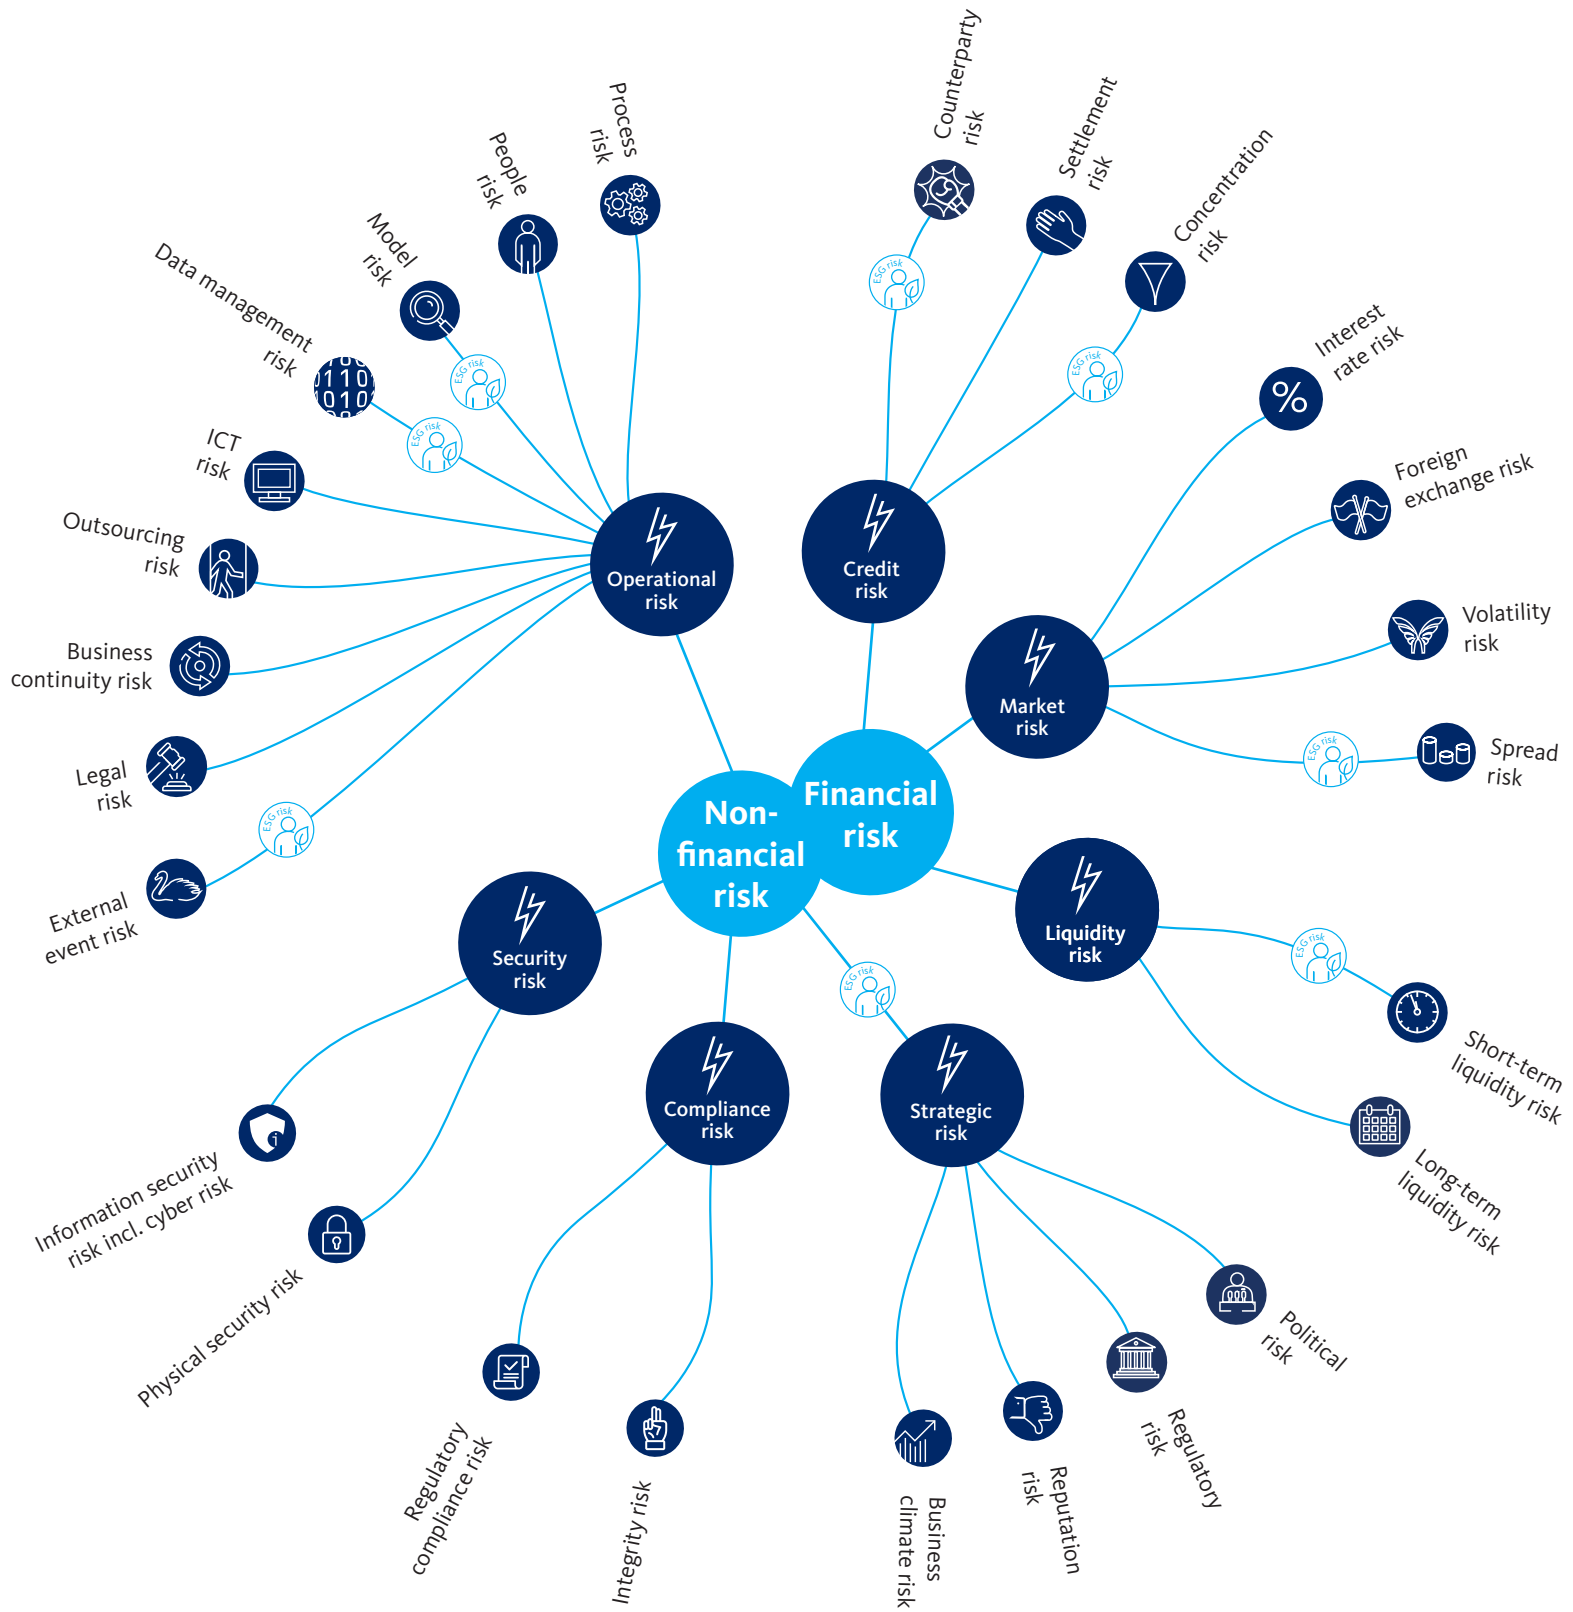 Non-
financial
risk
Financial
risk
Operational
risk
Process
risk
People
risk
Model
risk
ESG risk
Data management
risk
ESG risk
ICT
risk
Outsourcing
risk
Business
continuity risk
Legal
risk
External
event risk
ESG risk
Security
risk
Information security
risk incl. cyber risk
i
Physical security risk
Compliance
risk
Regulatory
compliance risk
Integrity risk
Strategic
risk
ESG risk
Business
climate risk
Reputation
risk
Regulatory
risk
Political
risk
Liquidity
risk
Long-term
liquidity risk
Short-term
liquidity risk
ESG risk
Market
risk
Spread
risk
ESG risk
Volatility
risk
Foreign
exchange risk
Interest
rate risk
%
Credit
risk
Concentration
risk
ESG risk
Settlement
risk
Counterparty
risk
ESG risk
110
010